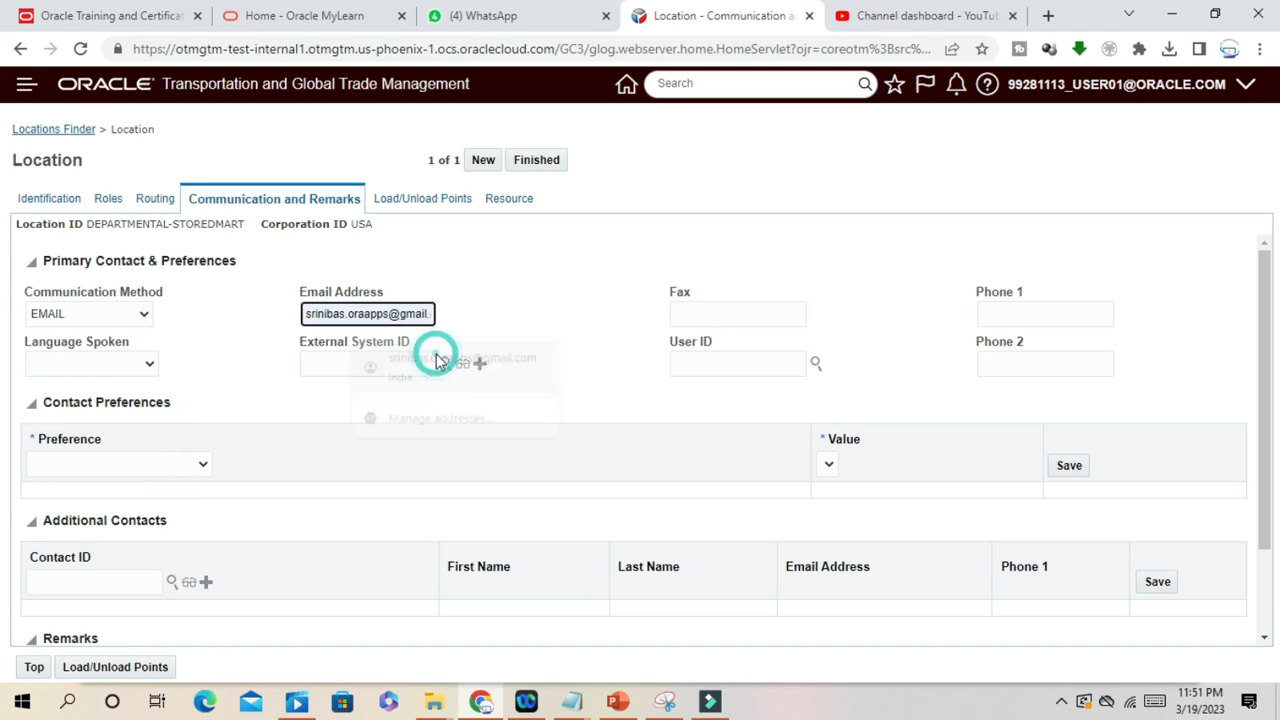 Oracle Training and Certificat
Home - Oracle MyLearn
(4) WhatsApp
Location - Communication an
Channel dashboard - YouTu
https://otmgtm-test-internal1.otmgtm.us-phoenix-1.ocs.oraclecloud.com/GC3/glog.webserver.home.HomeServlet?ojr=coreotm%3Bsrc%...
ORACLE Transportation and Global Trade Management
Search
99281113_USER01@ORACLE.COM
Locations Finder > Location
Location
1 of 1 New Finished
Identification Roles Routing Communication and Remarks Load/Unload Points Resource
Location ID DEPARTMENTAL-STOREDMART Corporation ID USA
Primary Contact & Preferences
Communication Method Email Address Fax Phone 1
EMAIL srinibas.oraapps@gmail.
Language Spoken External System ID User ID Phone 2
India
Manage addresses...
Contact Preferences
* Preference * Value
Save
Additional Contacts
Contact ID First Name Last Name Email Address Phone 1
Save
Remarks
Top Load/Unload Points
11:51 PM
3/19/2023